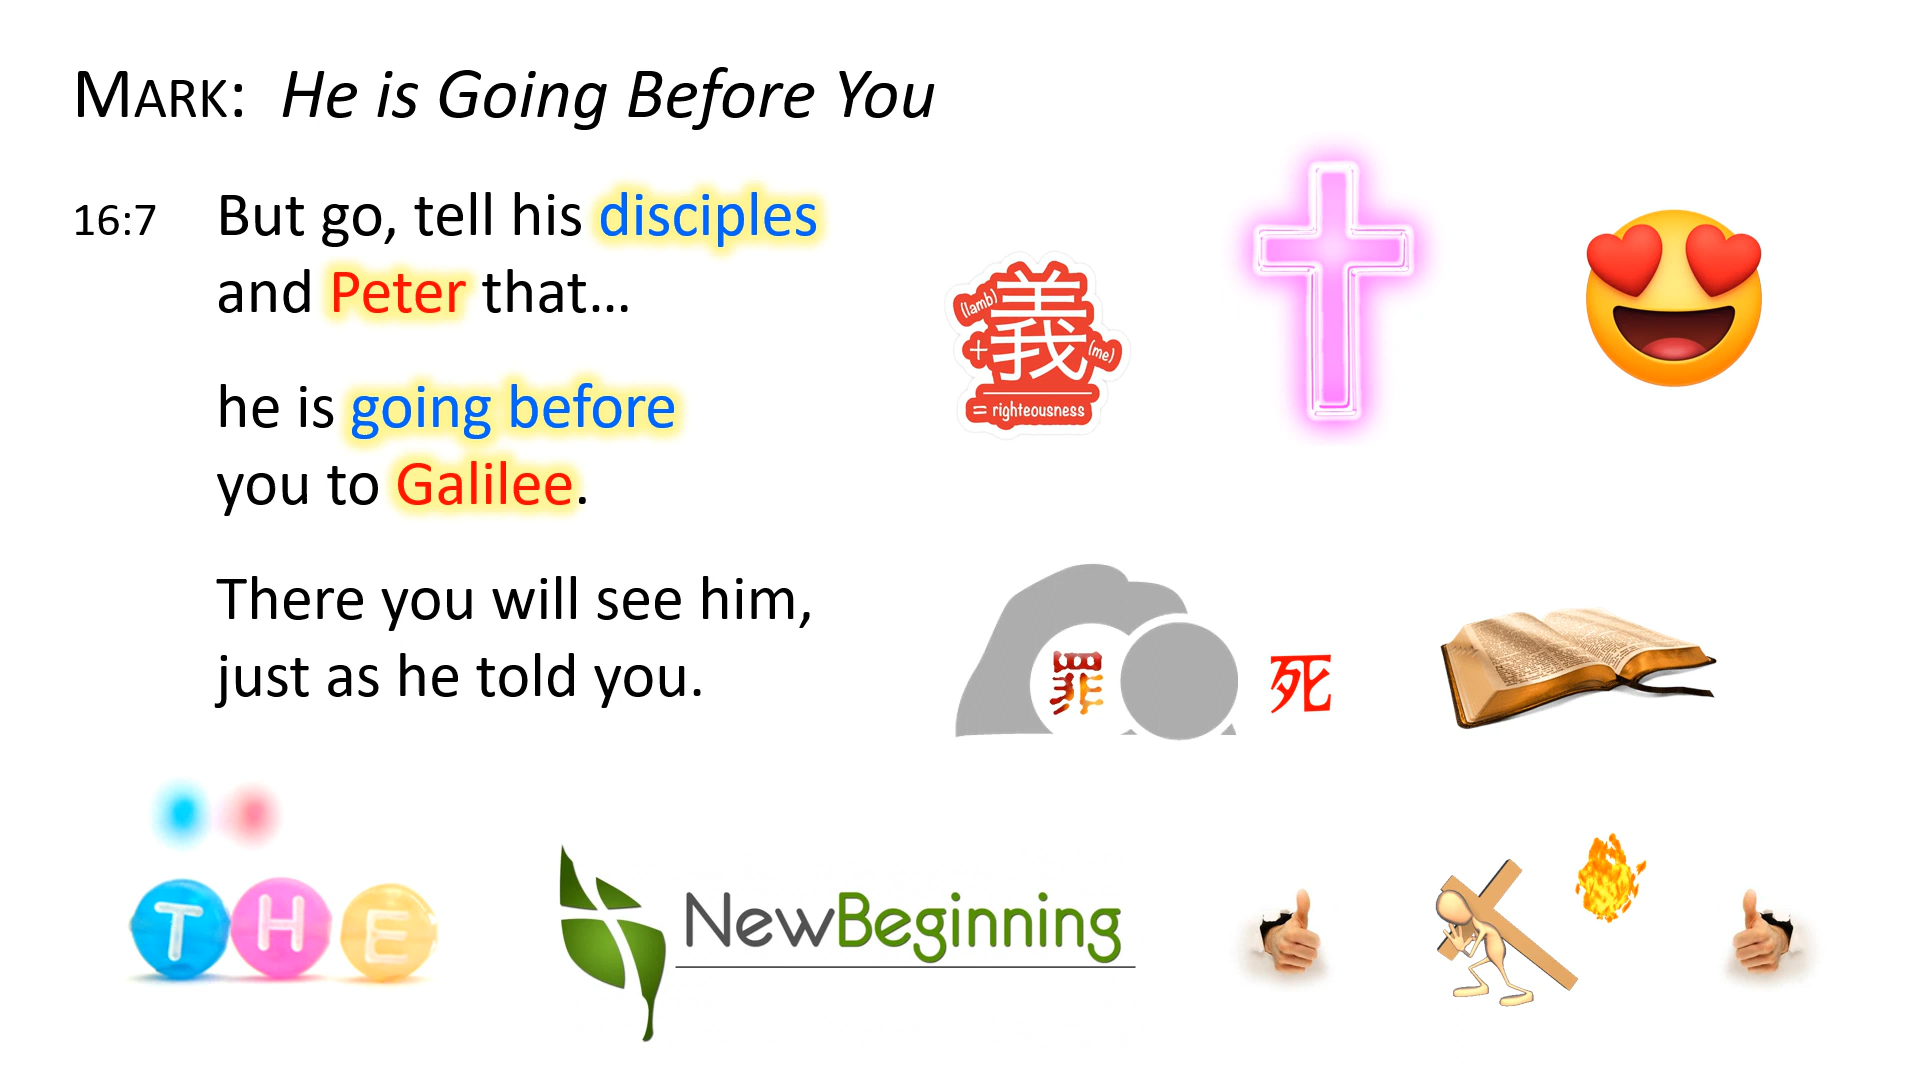 MARK: He is Going Before You
16:7 But go, tell his disciples
and Peter that…
he is going before
you to Galilee.
There you will see him,
just as he told you.
(lamb)
義
+ (me)
= righteousness
罪
死
THE
NewBeginning